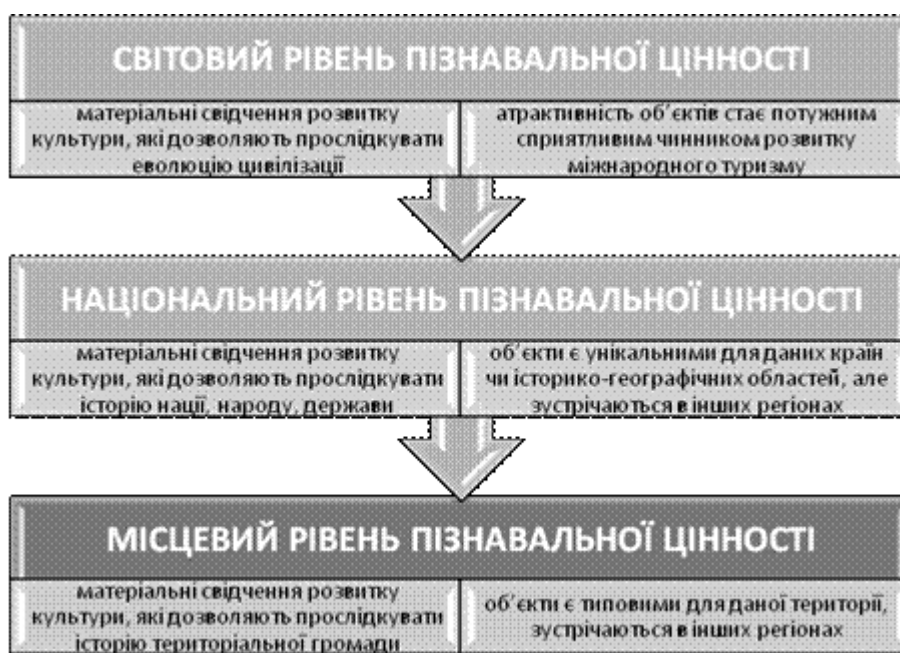 СВІТОВИЙ РІВЕНЬ ПІЗНАВАЛЬНОЇ ЦІННОСТІ
матеріальні свідчення розвитку
культури, які дозволяють прослідкувати
еволюцію цивілізації
атрактивність об’єктів стає потужним
сприятливим чинником розвитку
міжнародного туризму
НАЦІОНАЛЬНИЙ РІВЕНЬ ПІЗНАВАЛЬНОЇ ЦІННОСТІ
матеріальні свідчення розвитку
культури, які дозволяють прослідкувати
історію нації, народу, держави
об’єкти є унікальними для даних країн
чи історико-географічних областей, але
зустрічаються в інших регіонах
МІСЦЕВИЙ РІВЕНЬ ПІЗНАВАЛЬНОЇ ЦІННОСТІ
матеріальні свідчення розвитку
культури, які дозволяють прослідкувати
історію територіальної громади
об’єкти є типовими для даної території,
зустрічаються в інших регіонах